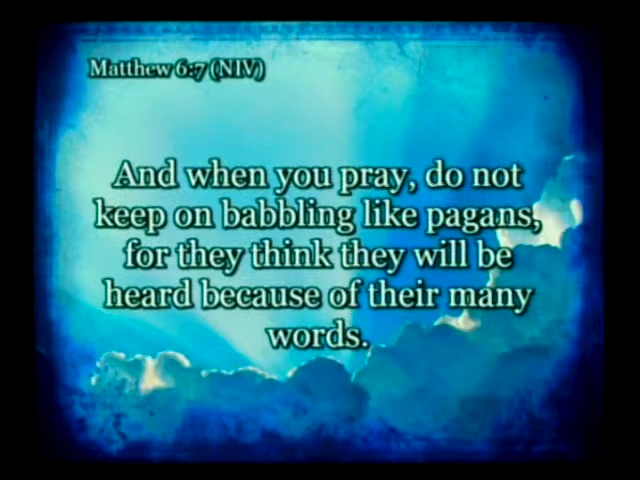 Matthew 6:7 (NIV)
And when you pray, do not
keep on babbling like pagans,
for they think they will be
heard because of their many
words.